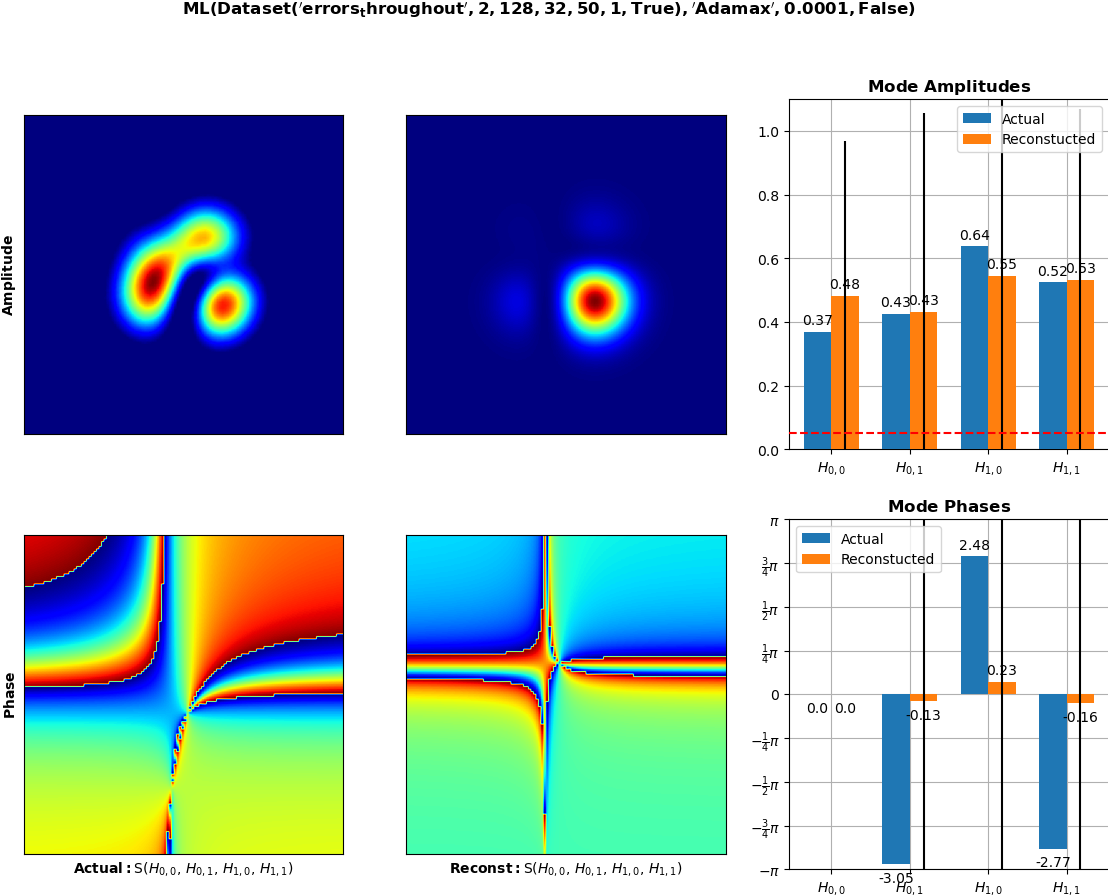 ML(Dataset('errors_throughout', 2, 128, 32, 50, 1, True), 'Adamax', 0.0001, False)
Mode Amplitudes
Amplitude
1.0
0.8
0.6
0.4
0.2
0.0
Actual
Reconstucted
0.37
0.48
0.43
0.43
0.64
0.55
0.52
0.53
H0,0
H0,1
H1,0
H1,1
Mode Phases
Phase
π
3/4π
1/2π
1/4π
0
−1/4π
−1/2π
−3/4π
−π
Actual
Reconstucted
0.0
0.0
-3.05
-0.13
2.48
0.23
-2.77
-0.16
H0,0
H0,1
H1,0
H1,1
Actual: S(H0,0, H0,1, H1,0, H1,1)
Reconst: S(H0,0, H0,1, H1,0, H1,1)